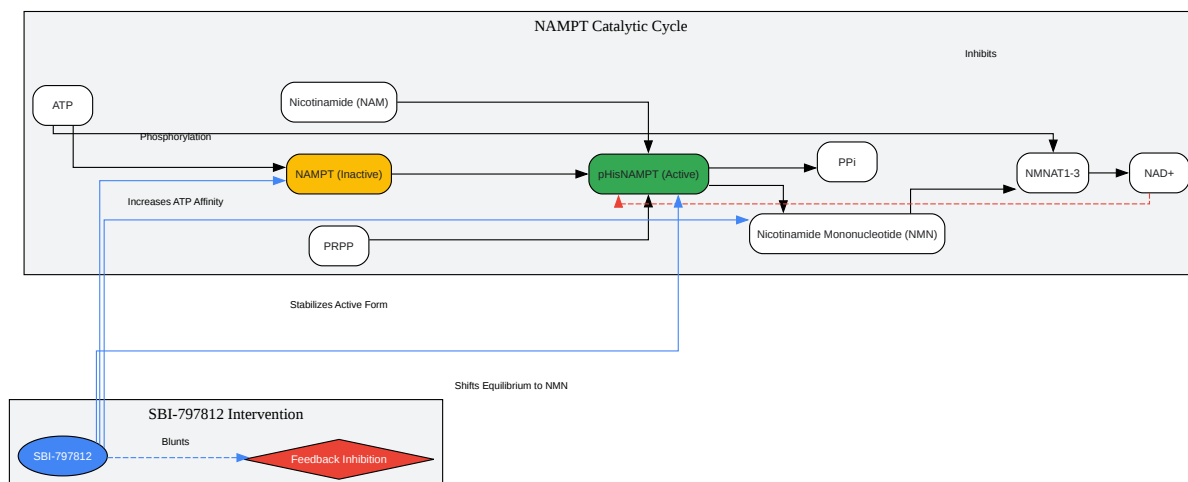 NAMPT Catalytic Cycle
Inhibits
ATP
Nicotinamide (NAM)
Phosphorylation
PPi
NAMPT (Inactive)
pHisNAMPT (Active)
NMNAT1-3
NAD+
Increases ATP Affinity
PRPP
Nicotinamide Mononucleotide (NMN)
Stabilizes Active Form
Shifts Equilibrium to NMN
SBI-797812 Intervention
Blunts
SBI-797812
Feedback Inhibition